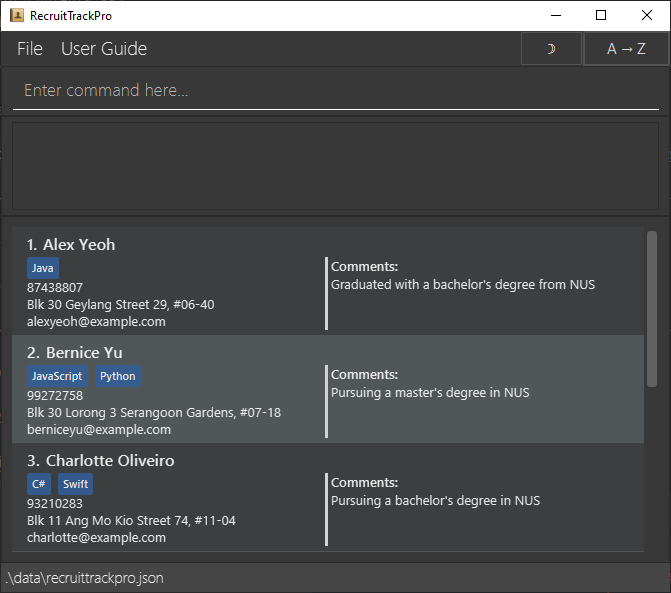 RecruitTrackPro
File User Guide
A → Z
Enter command here...
1. Alex Yeoh
Java
87438807
Blk 30 Geylang Street 29, #06-40
alexyeoh@example.com
Comments:
Graduated with a bachelor's degree from NUS
2. Bernice Yu
JavaScript Python
99272758
Blk 30 Lorong 3 Serangoon Gardens, #07-18
berniceyu@example.com
Comments:
Pursuing a master's degree in NUS
3. Charlotte Oliveiro
C# Swift
93210283
Blk 11 Ang Mo Kio Street 74, #11-04
charlotte@example.com
Comments:
Pursuing a bachelor's degree in NUS
.\data\recruittrackpro.json